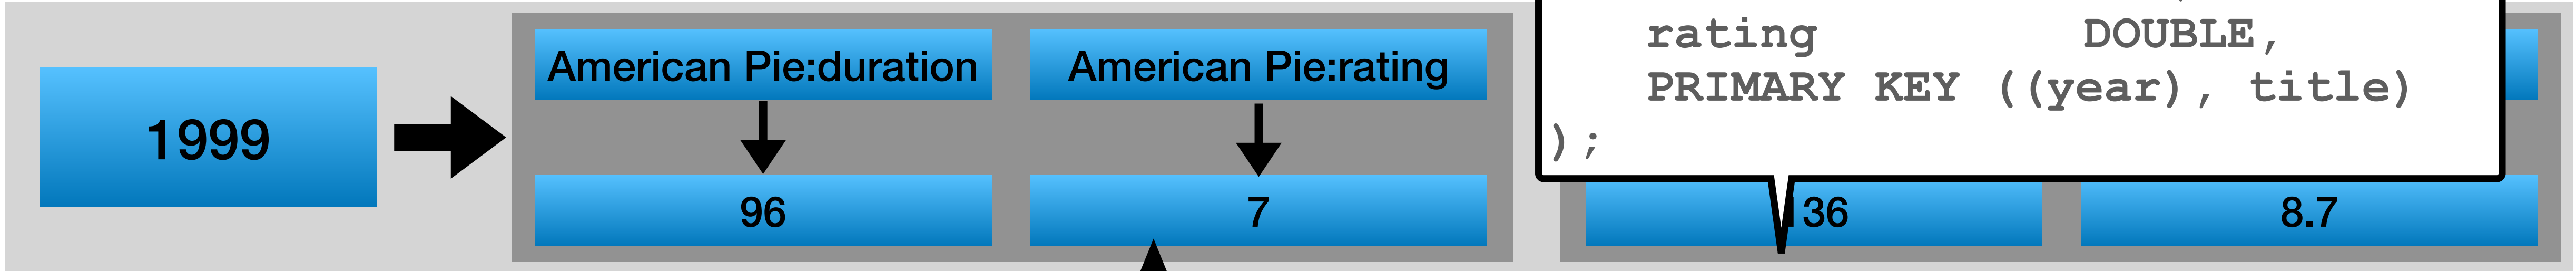 1999
American Pie:duration
American Pie:rating
96
7
rating DOUBLE,
PRIMARY KEY ((year), title)
);
36
8.7